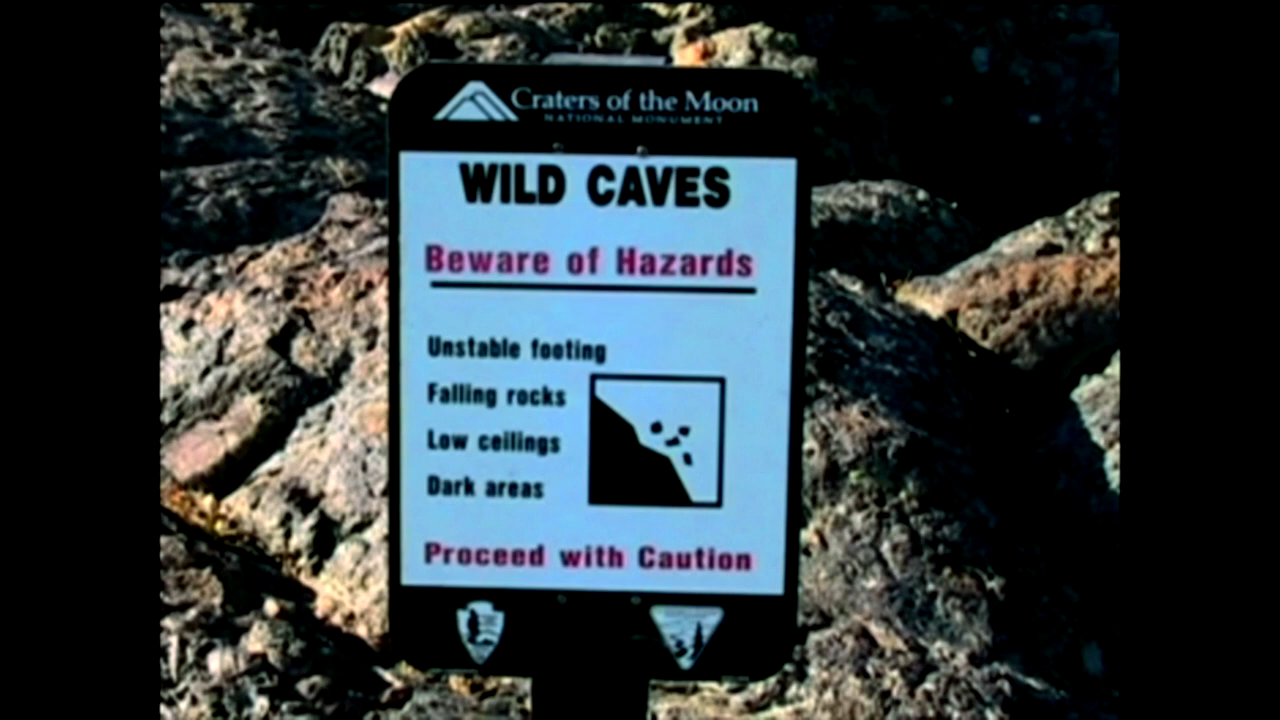 Craters of the Moon
NATIONAL MONUMENT
WILD CAVES
Beware of Hazards
Unstable footing
Falling rocks
Low ceilings
Dark areas
Proceed with Caution